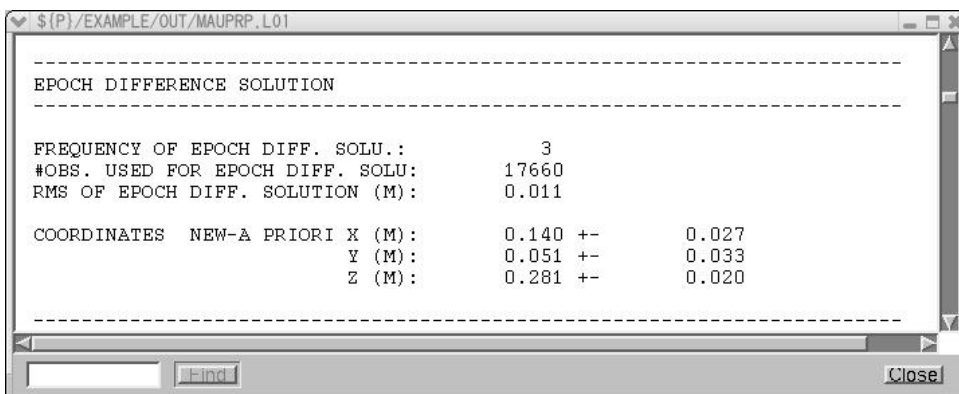 ${P}/EXAMPLE/OUT/MAUPRP.L01
--------------------------------------------------------------------------
EPOCH DIFFERENCE SOLUTION
--------------------------------------------------------------------------
FREQUENCY OF EPOCH DIFF. SOLU.: 3
#OBS. USED FOR EPOCH DIFF. SOLU: 17660
RMS OF EPOCH DIFF. SOLUTION (M): 0.011
COORDINATES NEW-A PRIORI X (M): 0.140 +- 0.027
Y (M): 0.051 +- 0.033
Z (M): 0.281 +- 0.020
--------------------------------------------------------------------------
Find Close